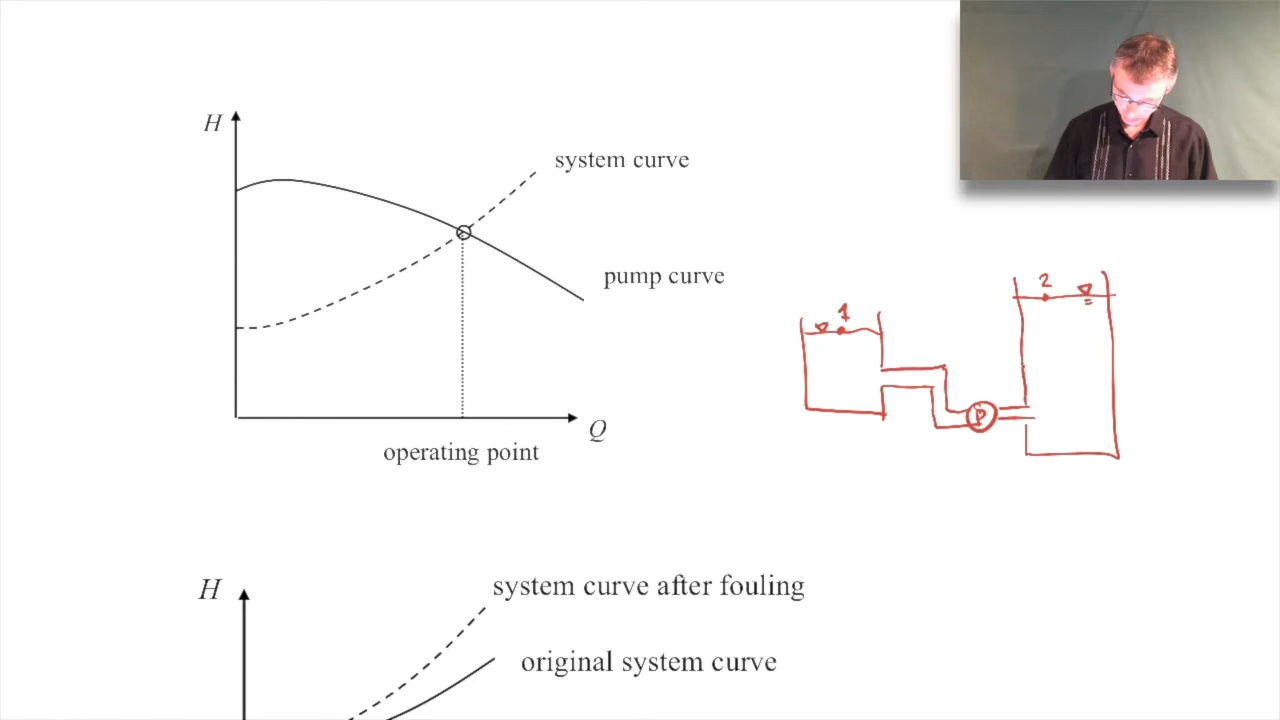 H
system curve
pump curve
Q
operating point
1
2
P
H
system curve after fouling
original system curve